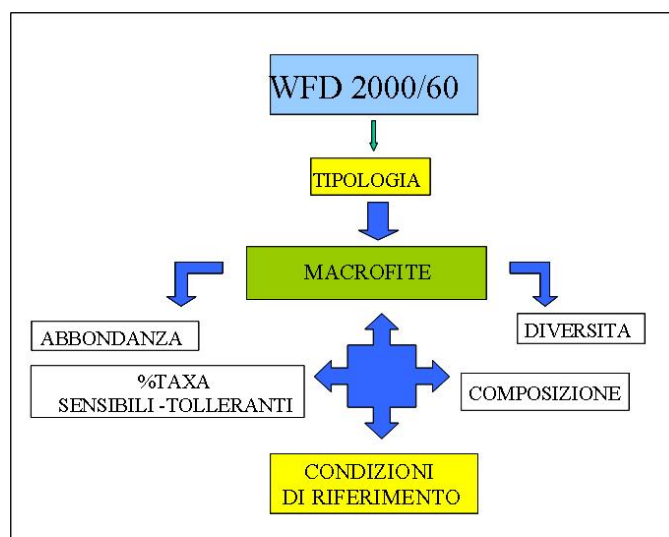 WFD 2000/60
TIPOLOGIA
MACROFITE
ABBONDANZA
DIVERSITA
%TAXA
SENSIBILI -TOLLERANTI
COMPOSIZIONE
CONDIZIONI
DI RIFERIMENTO